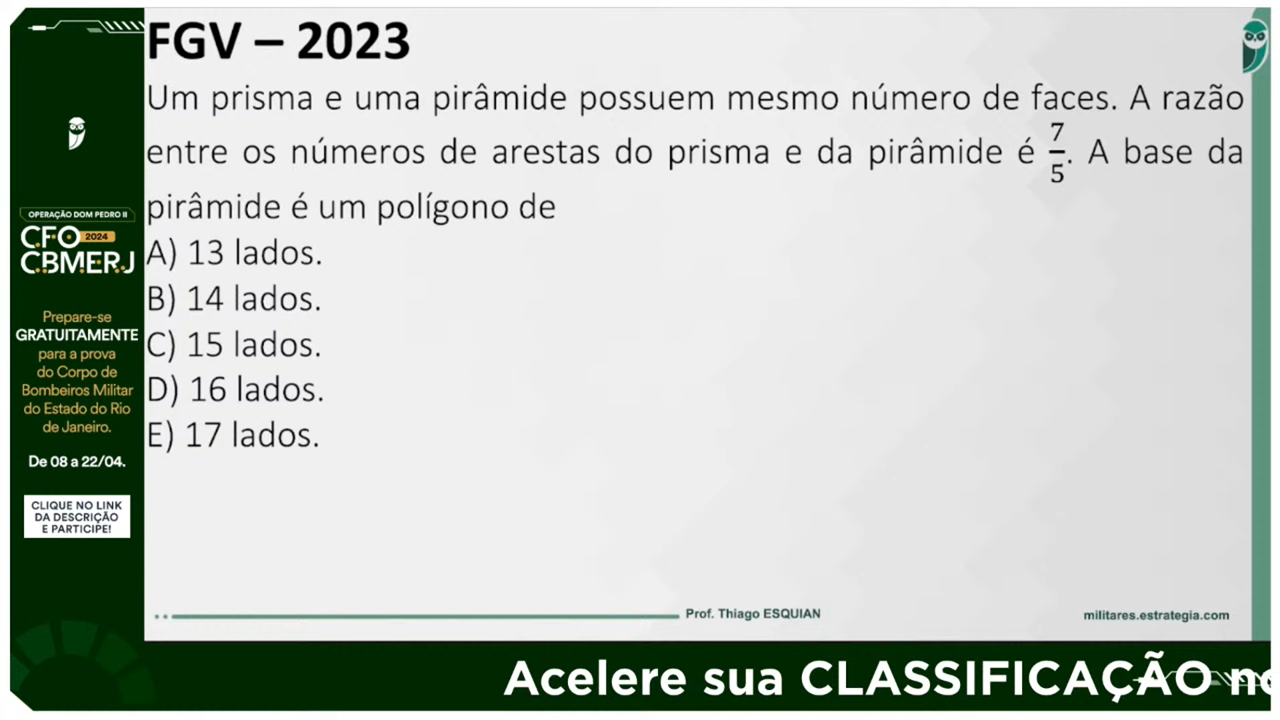 FGV – 2023
Um prisma e uma pirâmide possuem mesmo número de faces. A razão
entre os números de arestas do prisma e da pirâmide é 7/5. A base da
pirâmide é um polígono de
A) 13 lados.
B) 14 lados.
C) 15 lados.
D) 16 lados.
E) 17 lados.
OPERAÇÃO DOM PEDRO II
CFO 2024
CBMERJ
Prepare-se
GRATUITAMENTE
para a prova
do Corpo de
Bombeiros Militar
do Estado do Rio
de Janeiro.
De 08 a 22/04.
CLIQUE NO LINK
DA DESCRIÇÃO
E PARTICIPE!
Prof. Thiago ESQUIAN
militares.estrategia.com
Acelere sua CLASSIFICAÇÃO